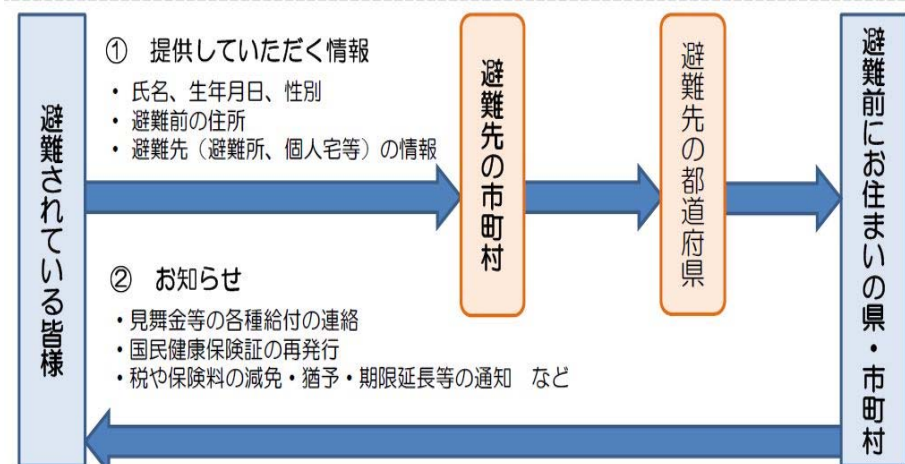 避難されている皆様
① 提供していただく情報
・ 氏名、生年月日、性別
・ 避難前の住所
・ 避難先（避難所、個人宅等）の情報
避難先の市町村
避難先の都道府県
避難前にお住まいの県・市町村
② お知らせ
・見舞金等の各種給付の連絡
・国民健康保険証の再発行
・税や保険料の減免・猶予・期限延長等の通知　など